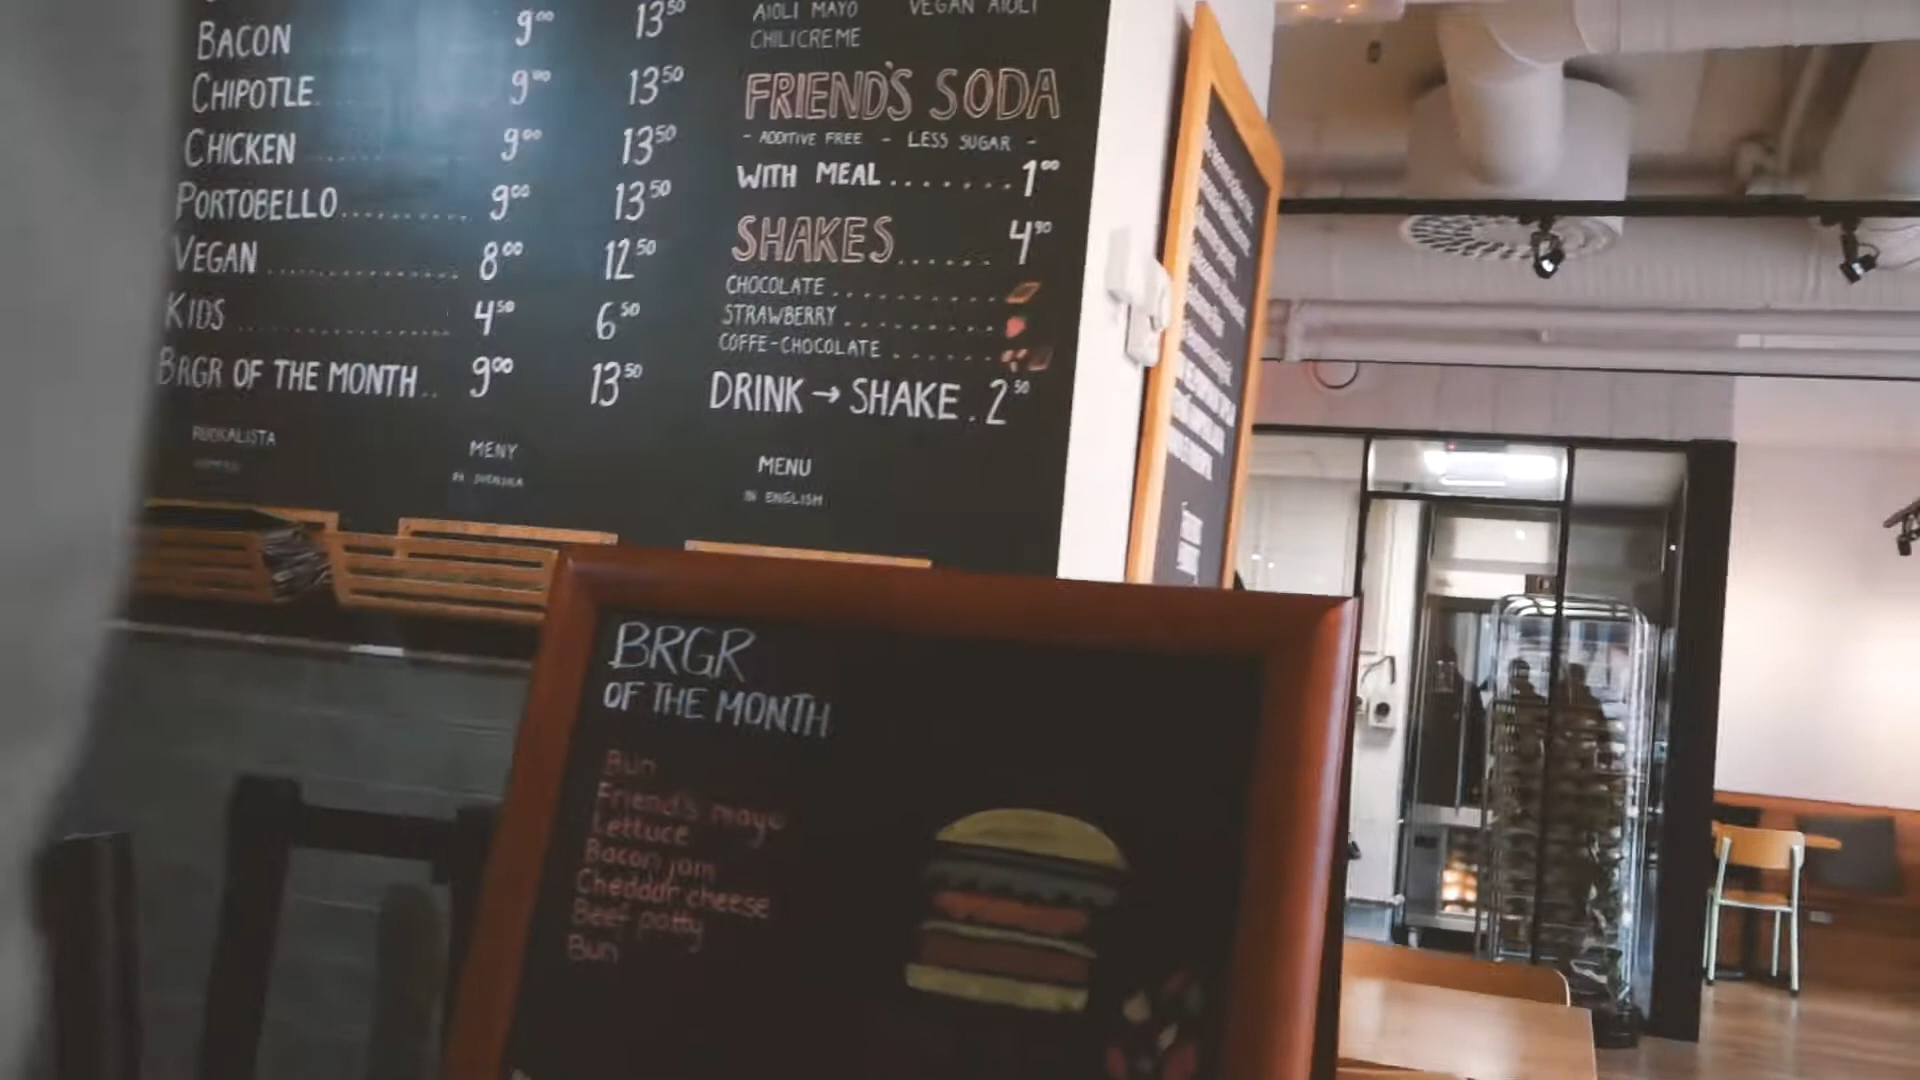 BACON 9⁰⁰ 13⁵⁰
CHIPOTLE 9⁰⁰ 13⁵⁰
CHICKEN 9⁰⁰ 13⁵⁰
PORTOBELLO.......... 9⁰⁰ 13⁵⁰
VEGAN ................ 8⁰⁰ 12⁵⁰
KIDS .................. 4⁵⁰ 6⁵⁰
BRGR OF THE MONTH.. 9⁰⁰ 13⁵⁰
RUOKALISTA
MENY
PÅ SVENSKA
MENU
IN ENGLISH
AIOLI MAYO VEGAN AIOLI
CHILICREME
FRIEND'S SODA
- ADDITIVE FREE - LESS SUGAR -
WITH MEAL....... 1⁰⁰
SHAKES...... 4⁹⁰
CHOCOLATE ............
STRAWBERRY ...........
COFFE-CHOCOLATE ......
DRINK → SHAKE . 2⁵⁰
BRGR
OF THE MONTH
Bun
Friend's mayo
Lettuce
Bacon jam
Cheddar cheese
Beef patty
Bun